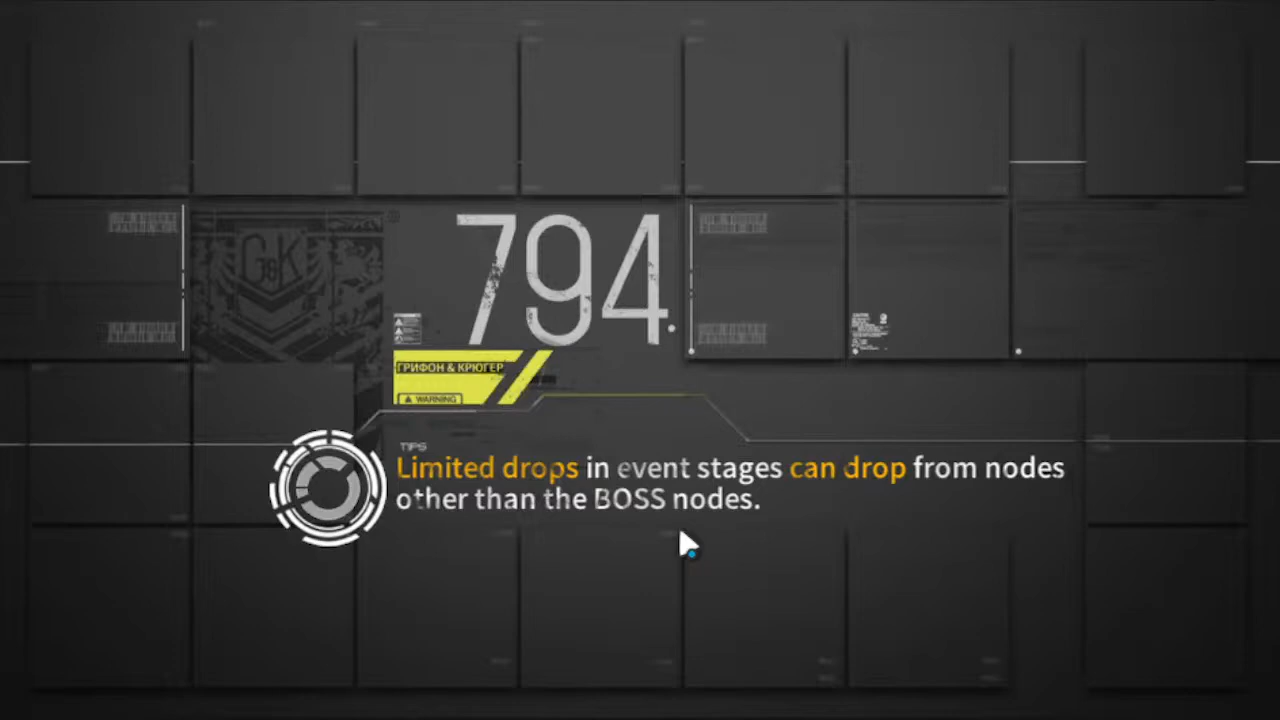 G&K
794.
ГРИФОН & КРЮГЕР
WARNING
TIPS
Limited drops in event stages can drop from nodes
other than the BOSS nodes.